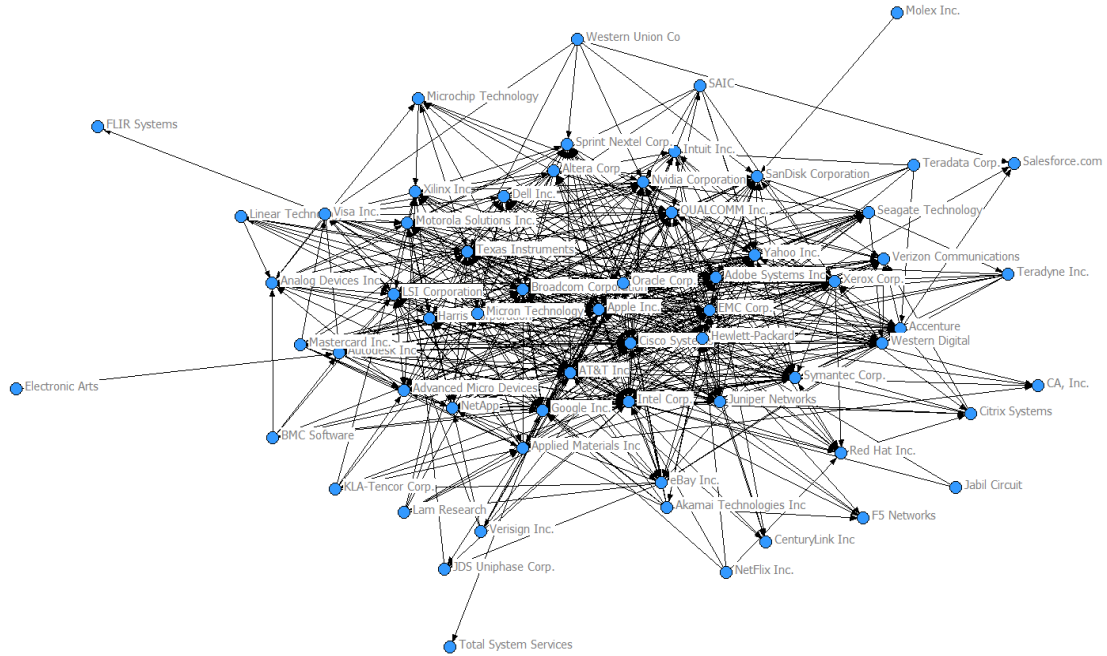 Molex Inc.
Western Union Co
SAIC
Microchip Technology
FLIR Systems
Sprint Nextel Corp.
Intuit Inc.
Altera Corp.
Teradata Corp.
Salesforce.com
Nvidia Corporation
SanDisk Corporation
Xilinx Inc
Dell Inc.
Linear
Visa Inc.
Motorola Solutions Inc.
QUALCOMM Inc.
Seagate Technology
Texas Instruments
Yahoo Inc.
Verizon Communications
Analog Devices Inc
Oracle Corp.
Adobe Systems Inc
Xerox Corp.
Teradyne Inc.
LSI Corporation
Broadcom
Micron Technology
Apple Inc.
EMC Corp.
Harris
Accenture
Mastercard Inc.
Cisco
Hewlett-Packard
Western Digital
Autodesk Inc
AT&T Inc
Symantec Corp.
Electronic Arts
CA, Inc.
Advanced Micro Devices
NetApp
Google Inc.
Intel Corp.
Juniper Networks
Citrix Systems
BMC Software
Applied Materials Inc
Red Hat Inc.
KLA-Tencor Corp.
eBay Inc.
Jabil Circuit
Lam Research
Akamai Technologies Inc
F5 Networks
Verisign Inc.
CenturyLink Inc
JDS Uniphase Corp.
NetFlix Inc.
Total System Services